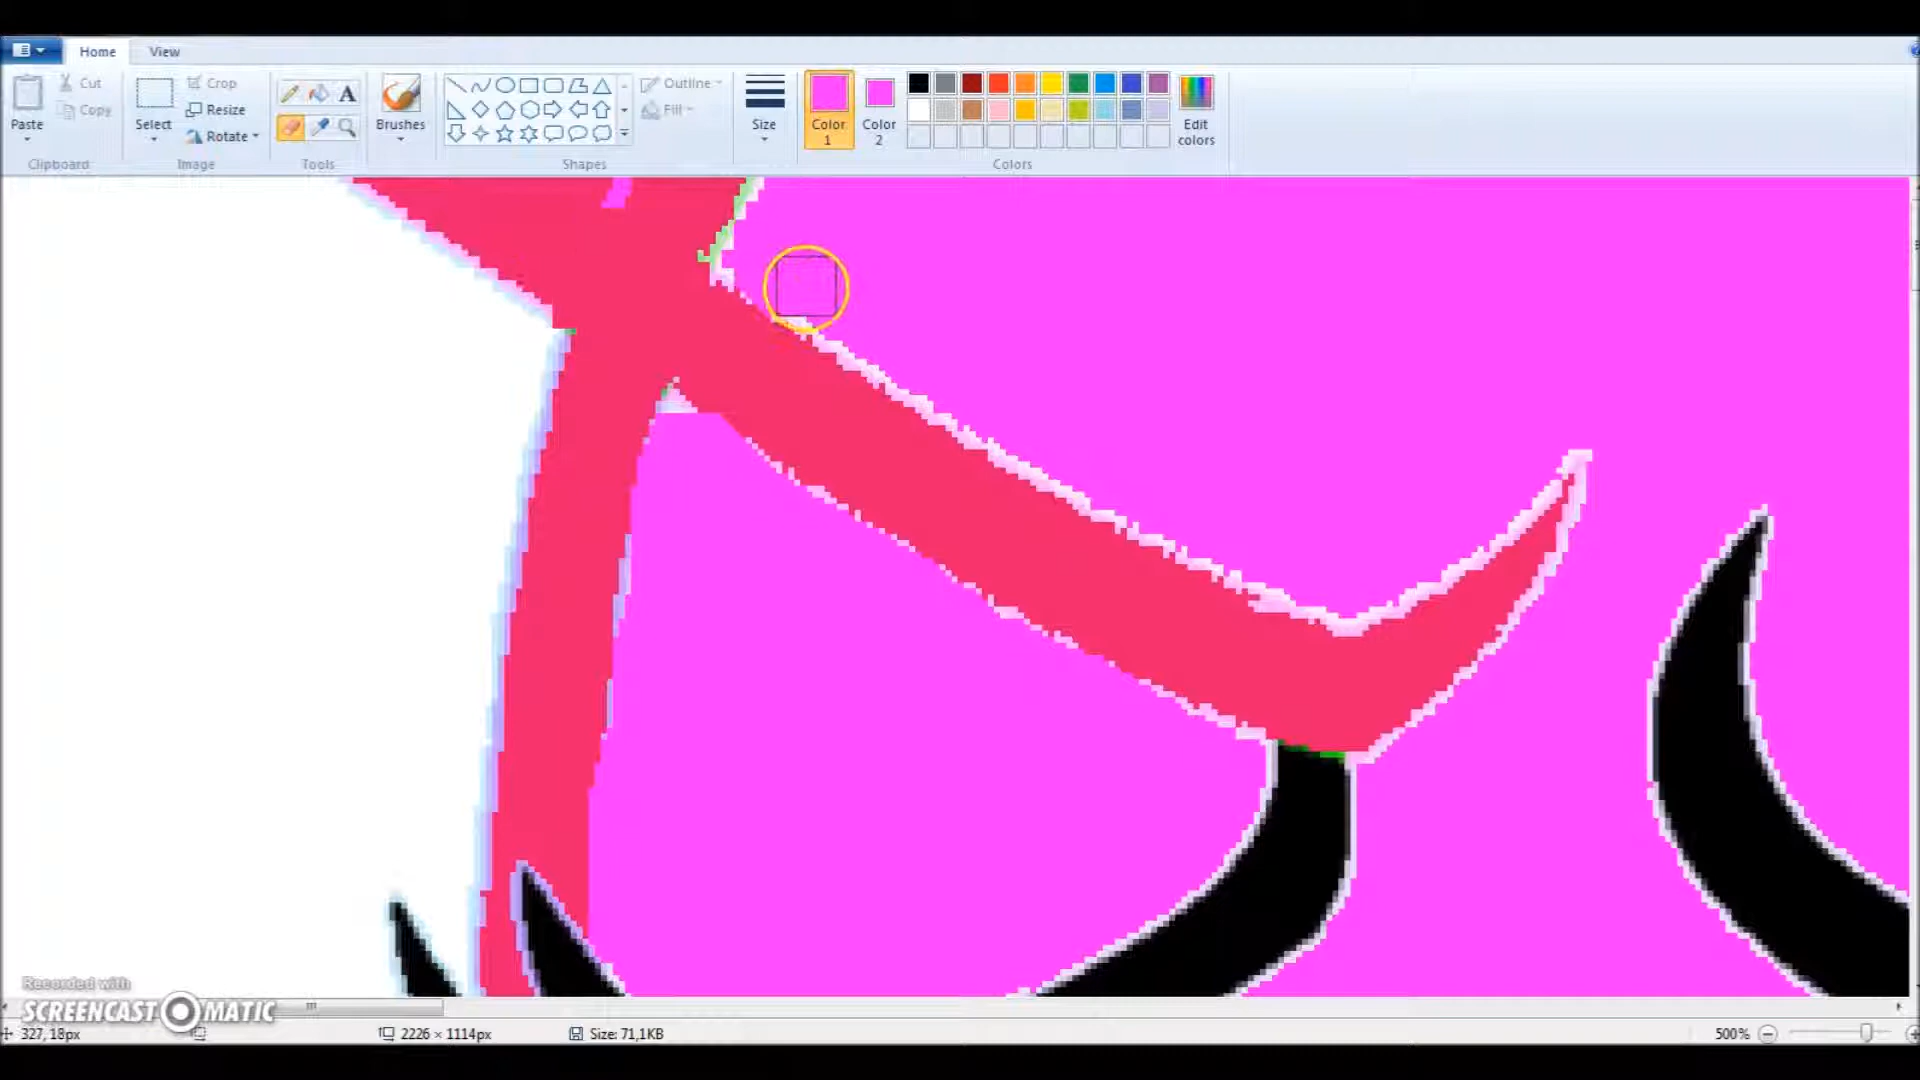 Home View
Paste
Cut
Copy
Clipboard
Select
Crop
Resize
Rotate
Image
A
Tools
Brushes
Outline
Fill
Shapes
Size
Color 1
Color 2
Edit colors
Colors
Recorded with
SCREENCAST MATIC
327, 18px
2226 × 1114px
Size: 71,1KB
500%